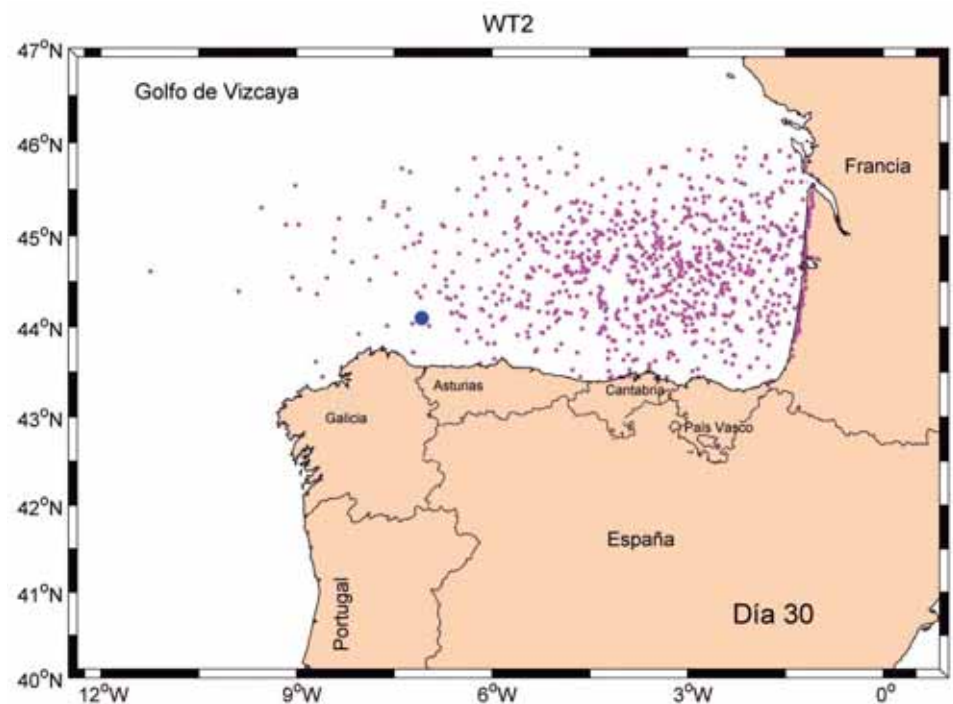 WT2
47°N
Golfo de Vizcaya
46°N
Francia
45°N
44°N
Asturias
Cantabria
43°N
Galicia
País Vasco
42°N
España
41°N
Portugal
Día 30
40°N
12°W
9°W
6°W
3°W
0°